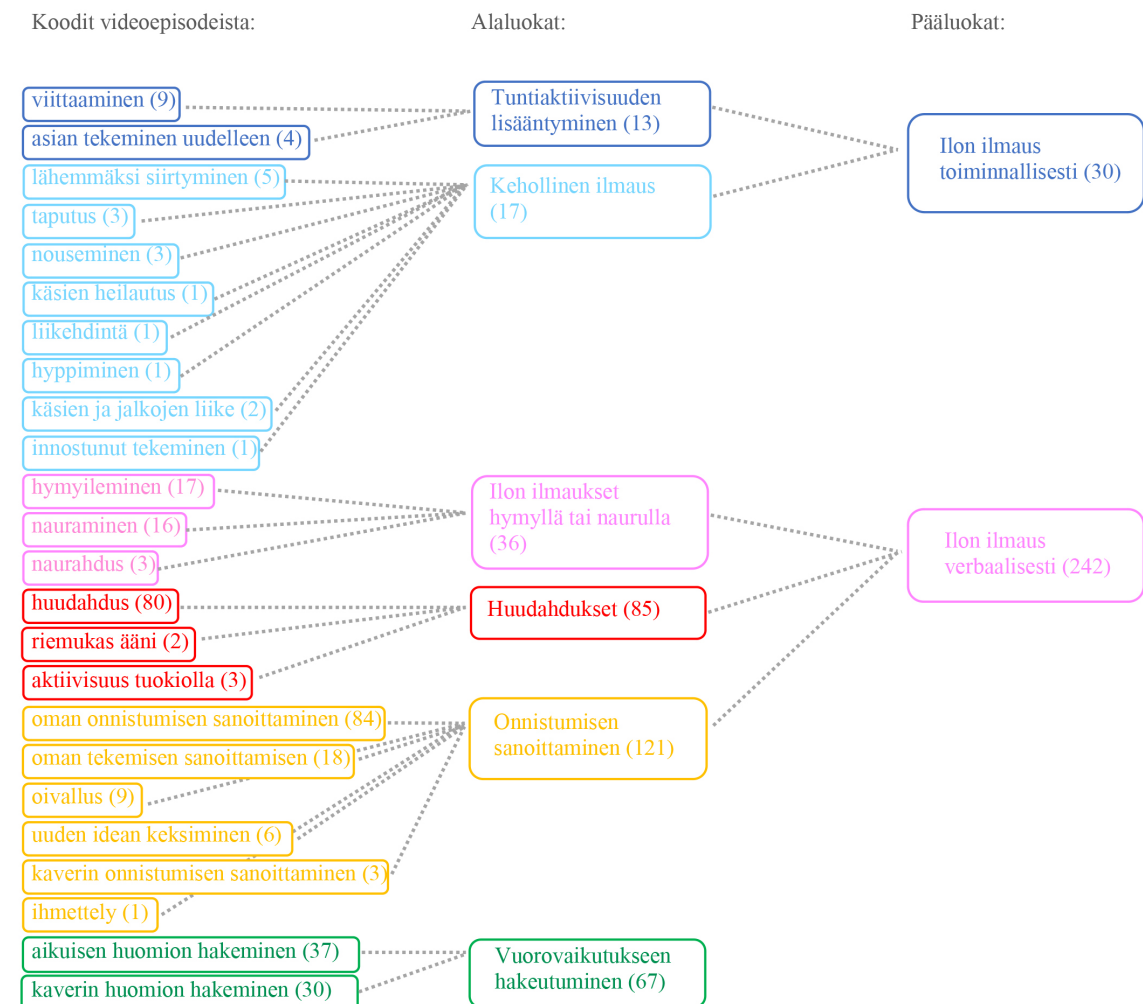 Koodit videoepisodeista:
Alaluokat:
Pääluokat:
viittaaminen (9)
asian tekeminen uudelleen (4)
lähemmäksi siirtyminen (5)
taputus (3)
nouseminen (3)
käsien heilautus (1)
liikehdintä (1)
hyppiminen (1)
käsien ja jalkojen liike (2)
innostunut tekeminen (1)
hymyileminen (17)
nauraminen (16)
naurahdus (3)
huudahdus (80)
riemukas ääni (2)
aktiivisuus tuokiolla (3)
oman onnistumisen sanoittaminen (84)
oman tekemisen sanoittamisen (18)
oivallus (9)
uuden idean keksiminen (6)
kaverin onnistumisen sanoittaminen (3)
ihmettely (1)
aikuisen huomion hakeminen (37)
kaverin huomion hakeminen (30)
Tuntiaktiivisuuden
lisääntyminen (13)
Kehollinen ilmaus
(17)
Ilon ilmaukset
hymyllä tai naurulla
(36)
Huudahdukset (85)
Onnistumisen
sanoittaminen (121)
Vuorovaikutukseen
hakeutuminen (67)
Ilon ilmaus
toiminnallisesti (30)
Ilon ilmaus
verbaalisesti (242)